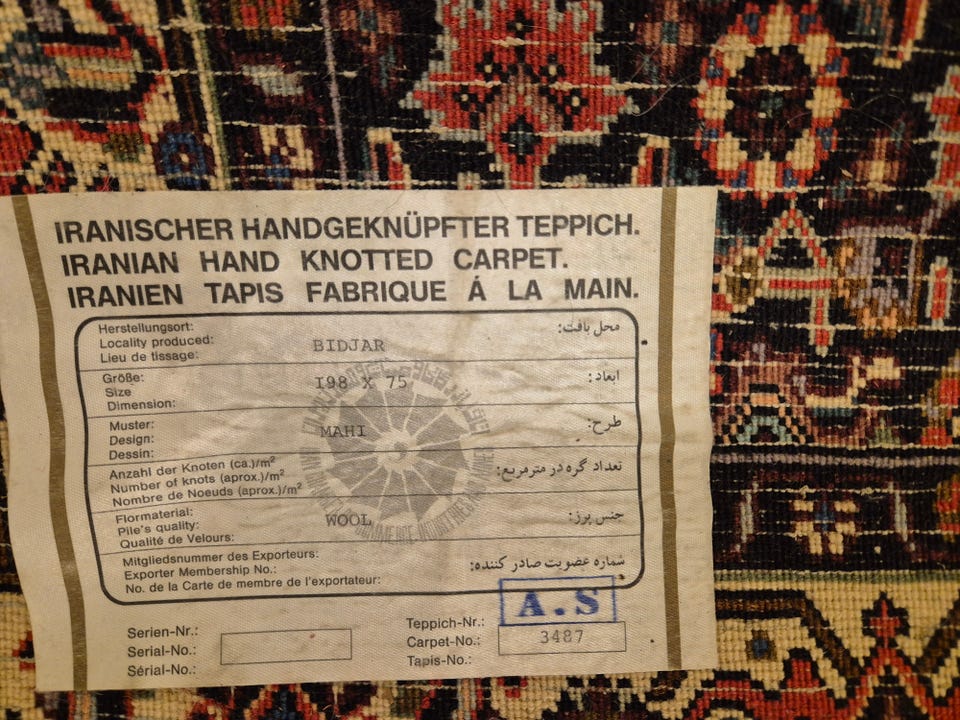 IRANISCHER HANDGEKNÜPFTER TEPPICH.
IRANIAN HAND KNOTTED CARPET.
IRANIEN TAPIS FABRIQUE Á LA MAIN.
Herstellungsort:
Locality produced:
Lieu de tissage:
BIDJAR
محل بافت:
Größe:
Size
Dimension:
I98 X 75
ابعاد:
Muster:
Design:
Dessin:
MAHI
طرح:
Anzahl der Knoten (ca.)/m²
Number of knots (aprox.)/m²
Nombre de Noeuds (aprox.)/m²
تعداد گره در مترمربع:
Flormaterial:
Pile's quality:
Qualité de Velours:
WOOL
جنس پرز:
Mitgliedsnummer des Exporteurs:
Exporter Membership No.:
No. de la Carte de membre de l'exportateur:
شماره عضویت صادر کننده:
A.S
Serien-Nr.:
Serial-No.:
Sérial-No.:
Teppich-Nr.:
Carpet-No.:
Tapis-No.:
3487